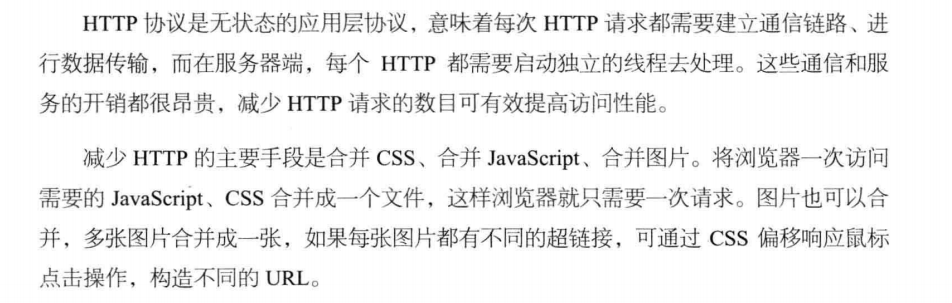 HTTP 协议是无状态的应用层协议，意味着每次 HTTP 请求都需要建立通信链路、进
行数据传输，而在服务器端，每个 HTTP 都需要启动独立的线程去处理。这些通信和服
务的开销都很昂贵，减少 HTTP 请求的数目可有效提高访问性能。
减少 HTTP 的主要手段是合并 CSS、合并 JavaScript、合并图片。将浏览器一次访问
需要的 JavaScript、CSS 合并成一个文件，这样浏览器就只需要一次请求。图片也可以合
并，多张图片合并成一张，如果每张图片都有不同的超链接，可通过 CSS 偏移响应鼠标
点击操作，构造不同的 URL。